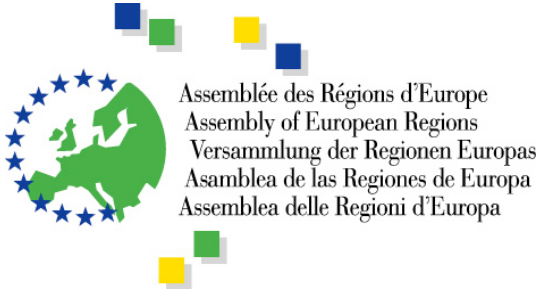 Assemblée des Régions d'Europe
Assembly of European Regions
Versammlung der Regionen Europas
Asamblea de las Regiones de Europa
Assemblea delle Regioni d'Europa